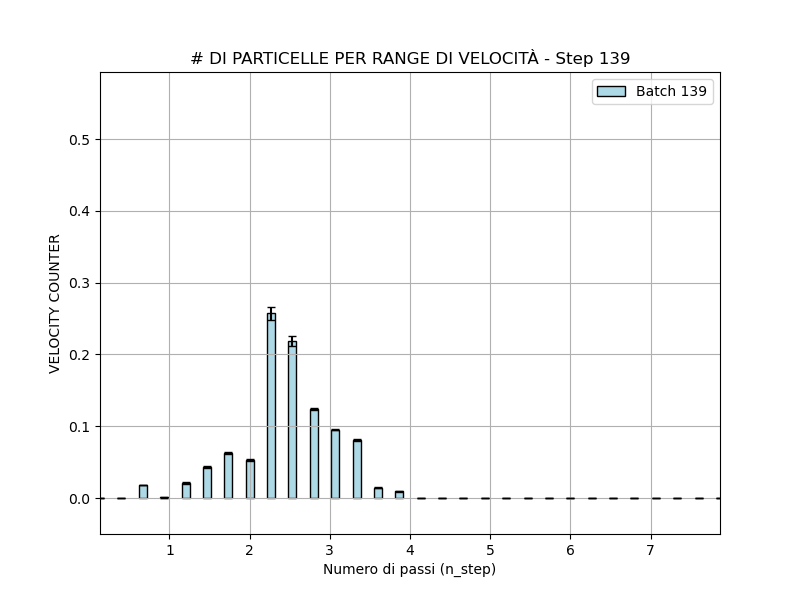 # DI PARTICELLE PER RANGE DI VELOCITÀ - Step 139
Batch 139
VELOCITY COUNTER
0.5
0.4
0.3
0.2
0.1
0.0
1 2 3 4 5 6 7
Numero di passi (n_step)